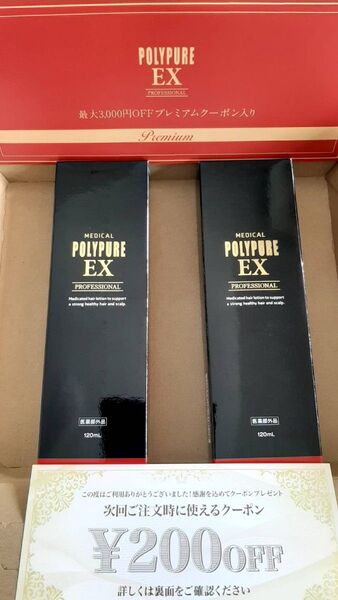 POLYPURE
EX
PROFESSIONAL
最大3,000円OFFプレミアムクーポン入り
Premium
MEDICAL
POLYPURE
EX
PROFESSIONAL
Medicated hair lotion to support
a strong healthy hair and scalp.
医薬部外品
120mL
MEDICAL
POLYPURE
EX
PROFESSIONAL
Medicated hair lotion to support
a strong healthy hair and scalp.
医薬部外品
120mL
この度はご利用ありがとうございました!感謝を込めてクーポンプレゼント
次回ご注文時に使えるクーポン
¥200OFF
詳しくは裏面をご確認ください